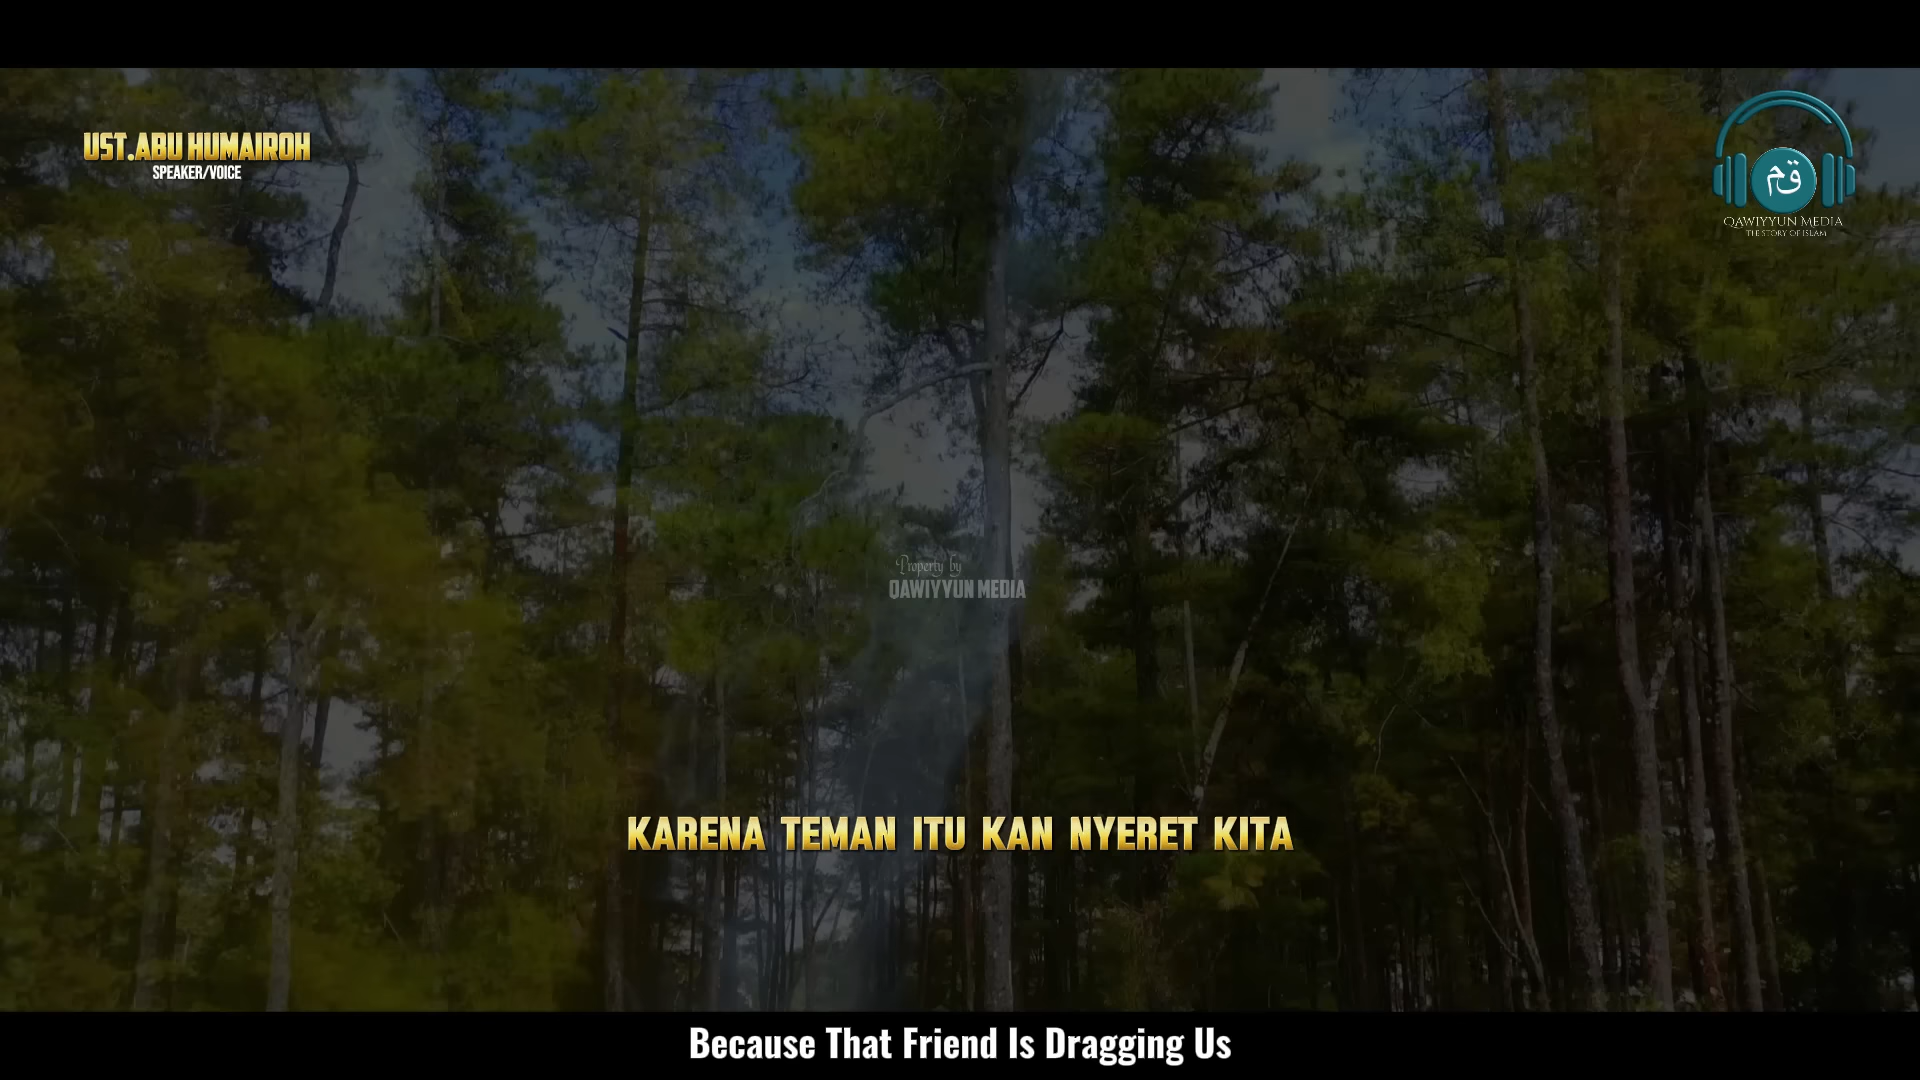 UST.ABU HUMAIROH
SPEAKER/VOICE
قم
QAWIYYUN MEDIA
THE STORY OF ISLAM
Property by
QAWIYYUN MEDIA
KARENA TEMAN ITU KAN NYERET KITA
Because That Friend Is Dragging Us